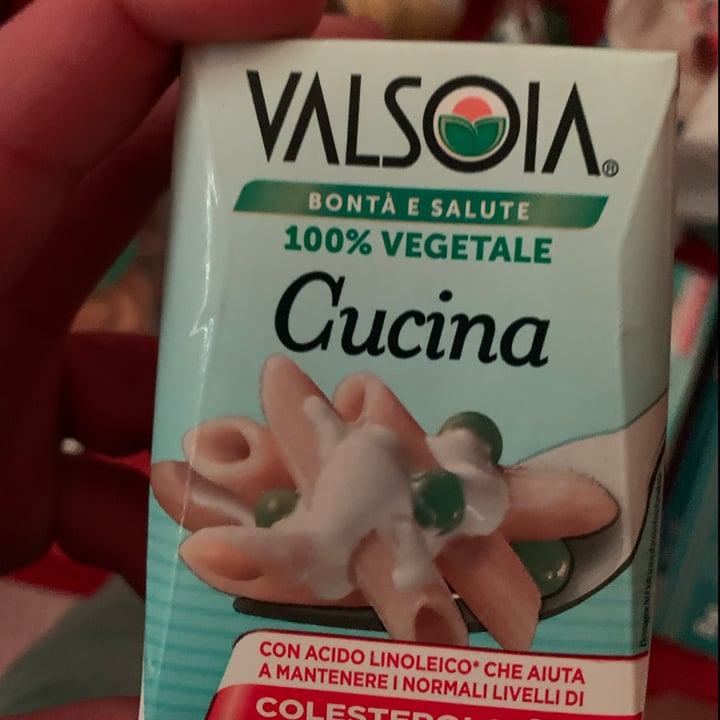 VALSOIA®
BONTÀ E SALUTE
100% VEGETALE
Cucina
CON ACIDO LINOLEICO* CHE AIUTA
A MANTENERE I NORMALI LIVELLI DI